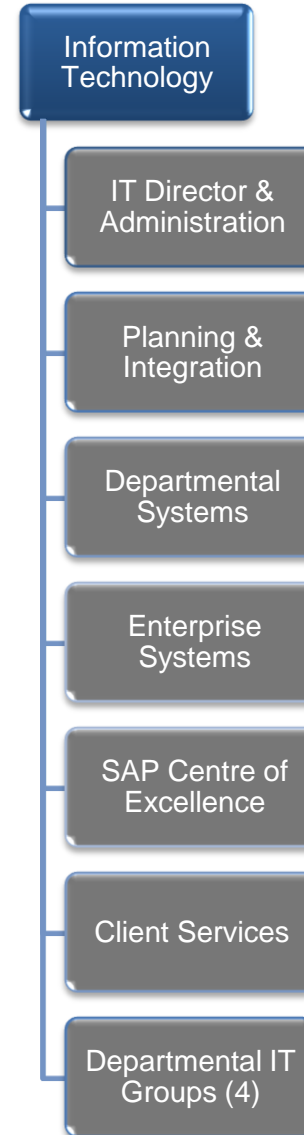 Information
Technology
IT Director &
Administration
Planning &
Integration
Departmental
Systems
Enterprise
Systems
SAP Centre of
Excellence
Client Services
Departmental IT
Groups (4)